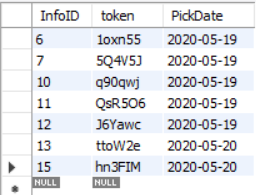 InfoID token PickDate
6 1oxn55 2020-05-19
7 5Q4V5J 2020-05-19
10 q90qwj 2020-05-19
11 QsR5O6 2020-05-19
12 J6Yawc 2020-05-19
13 ttoW2e 2020-05-20
15 hn3FIM 2020-05-20
NULL NULL